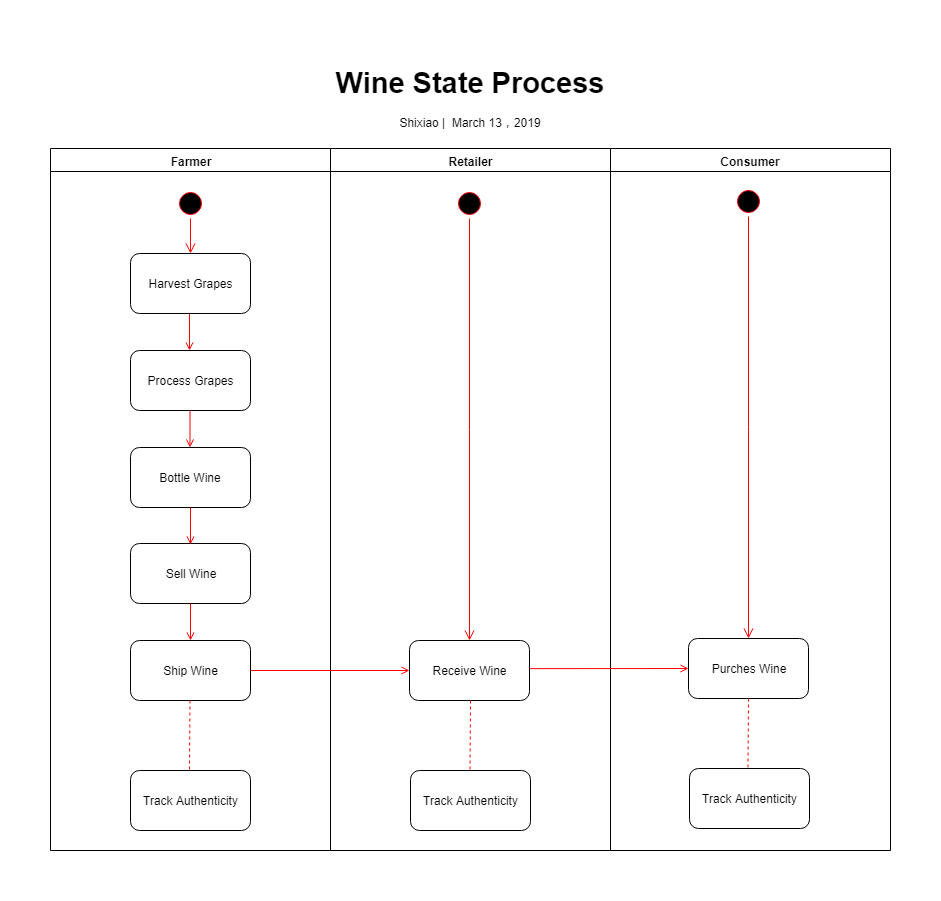 Wine State Process
Shixiao | March 13，2019
Farmer
Retailer
Consumer
Harvest Grapes
Process Grapes
Bottle Wine
Sell Wine
Ship Wine
Receive Wine
Purches Wine
Track Authenticity
Track Authenticity
Track Authenticity